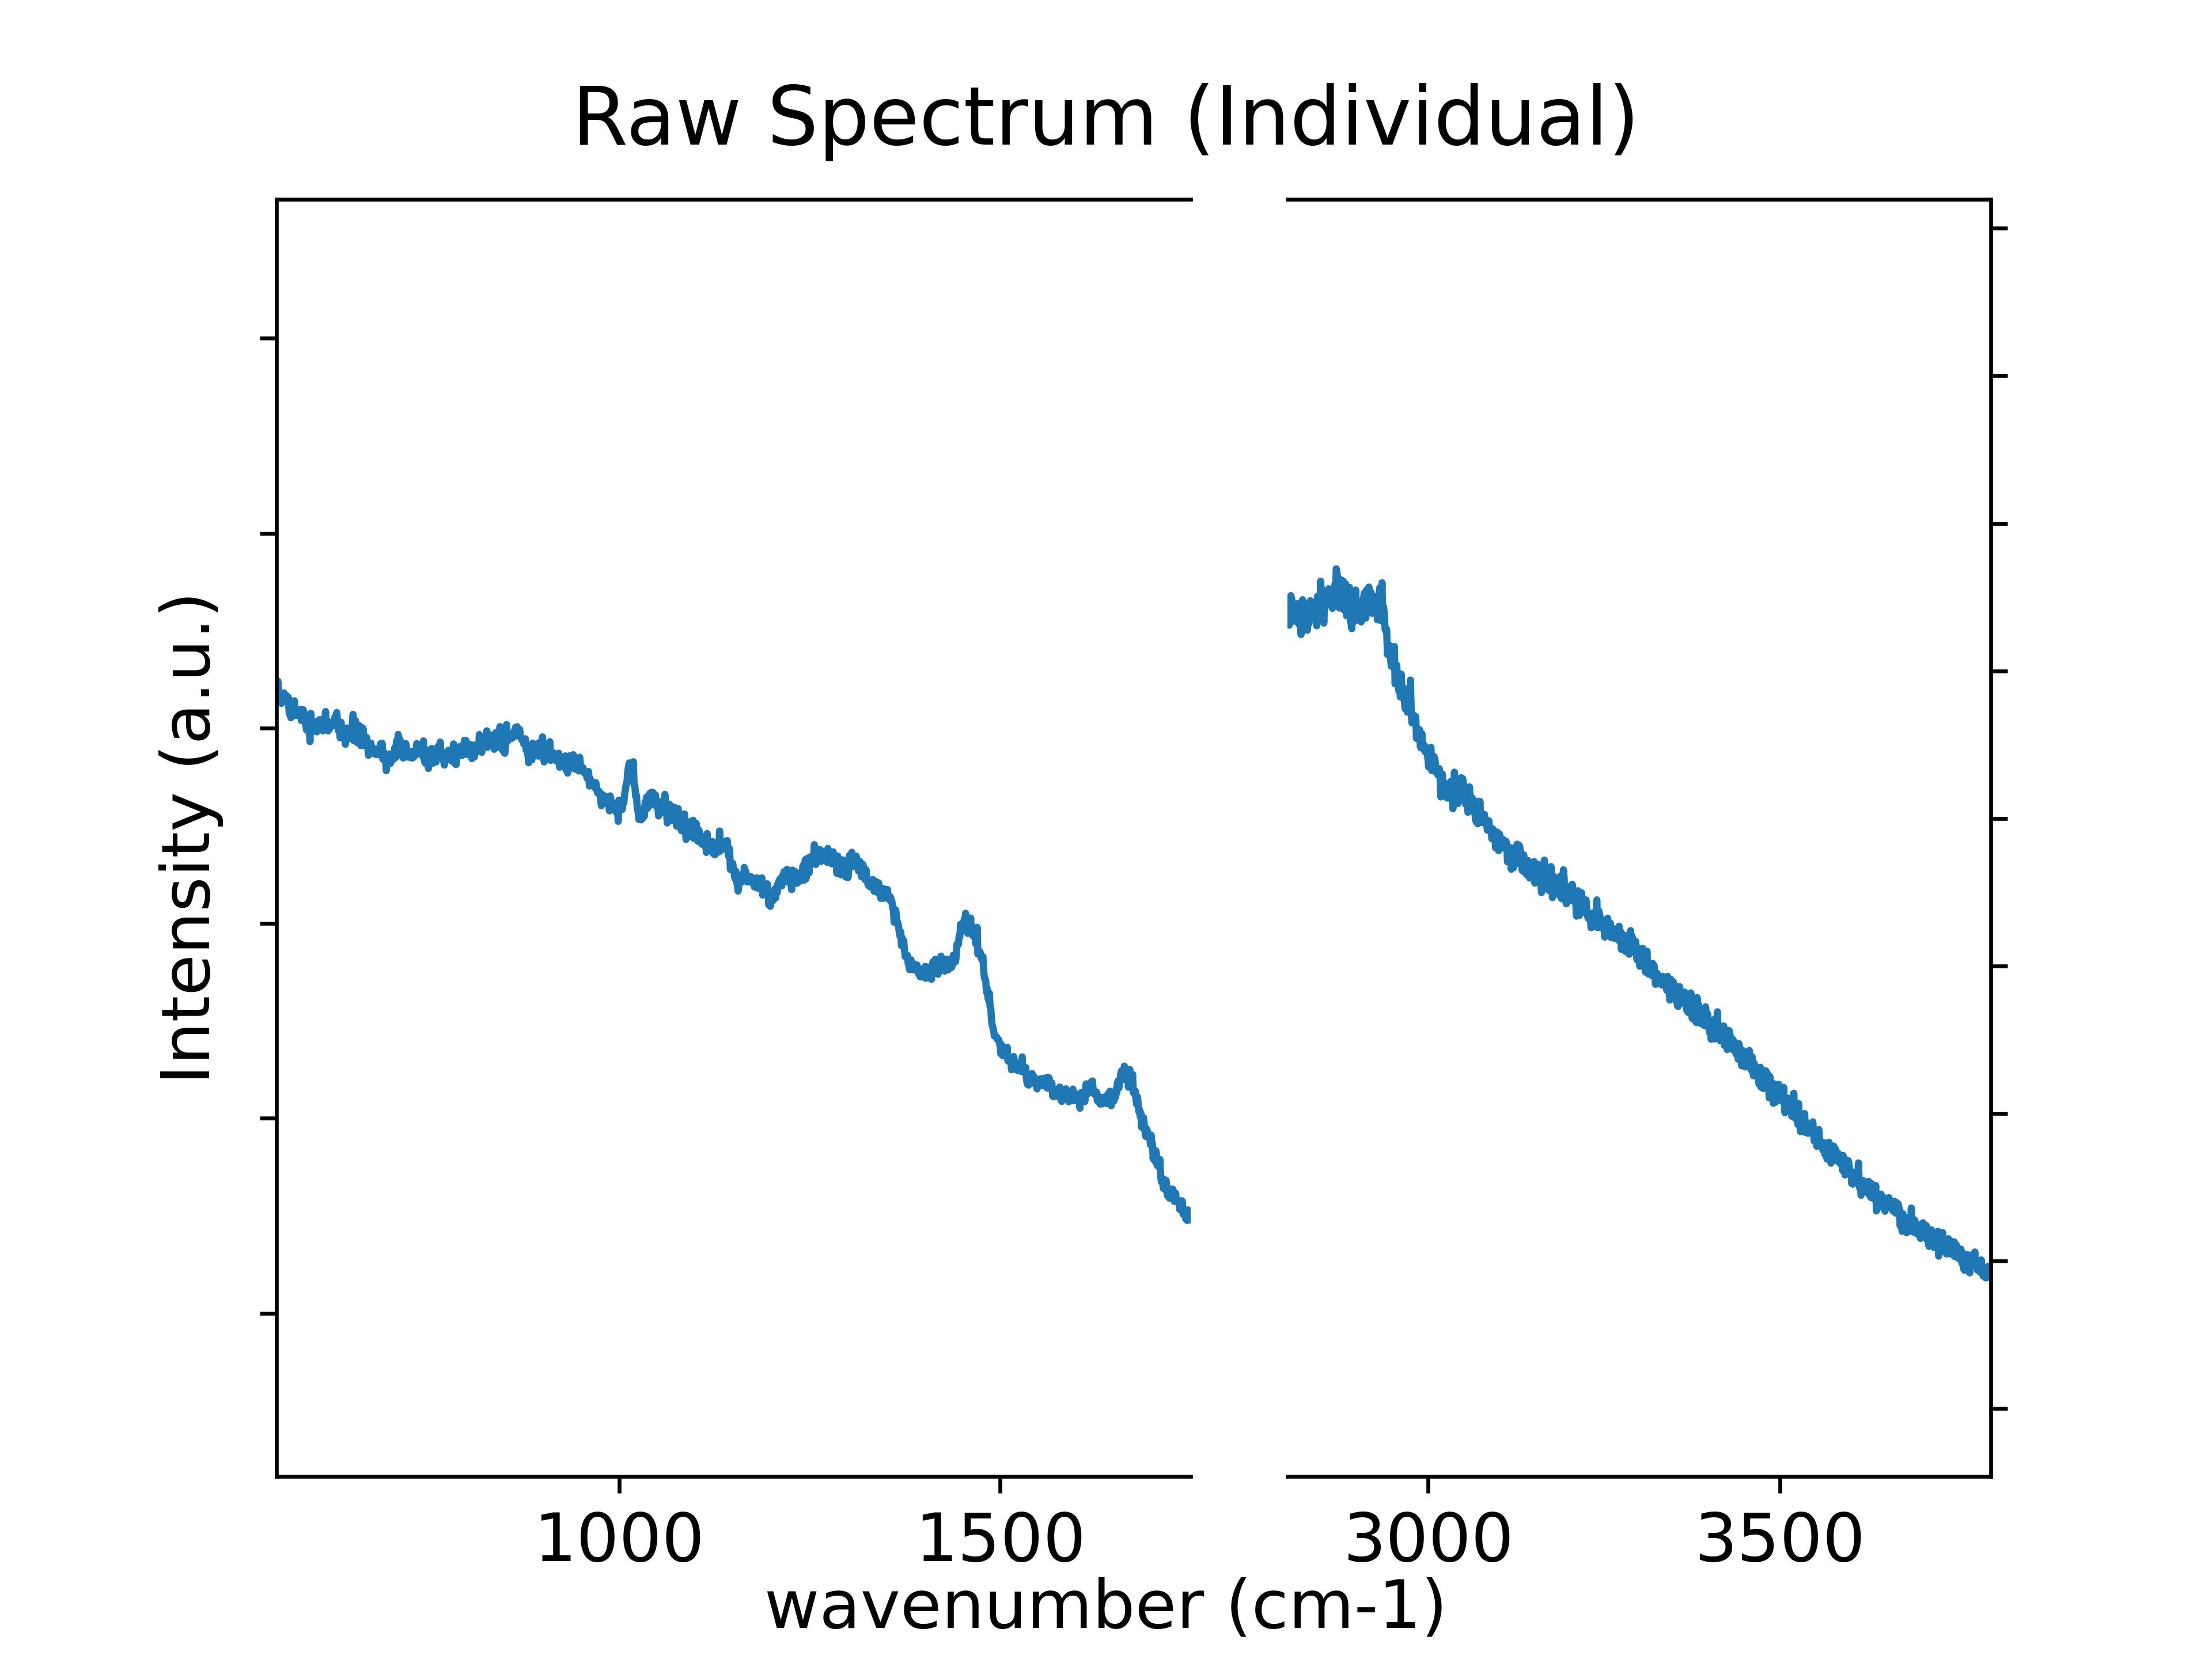 Raw Spectrum (Individual)
Intensity (a.u.)
1000 1500 3000 3500
wavenumber (cm-1)